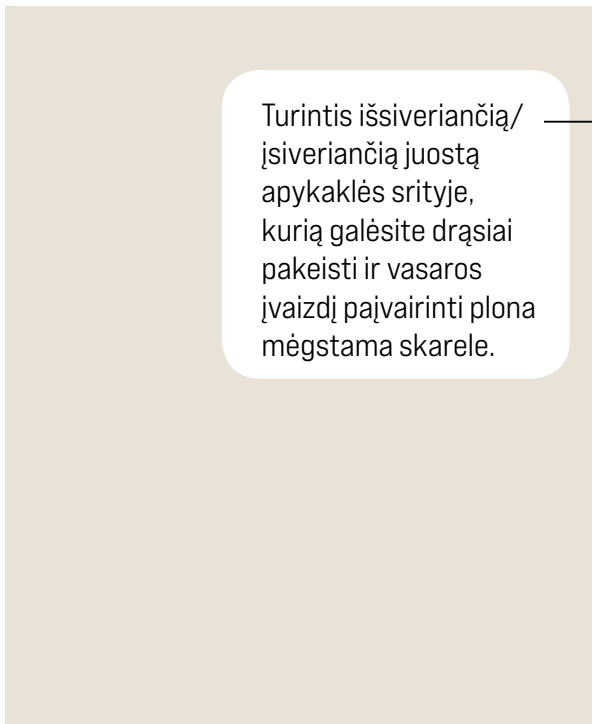 Turintis išsiveriančią/
įsiveriančią juostą
apykaklės srityje,
kurią galėsite drąsiai
pakeisti ir vasaros
įvaizdį paįvairinti plona
mėgstama skarele.